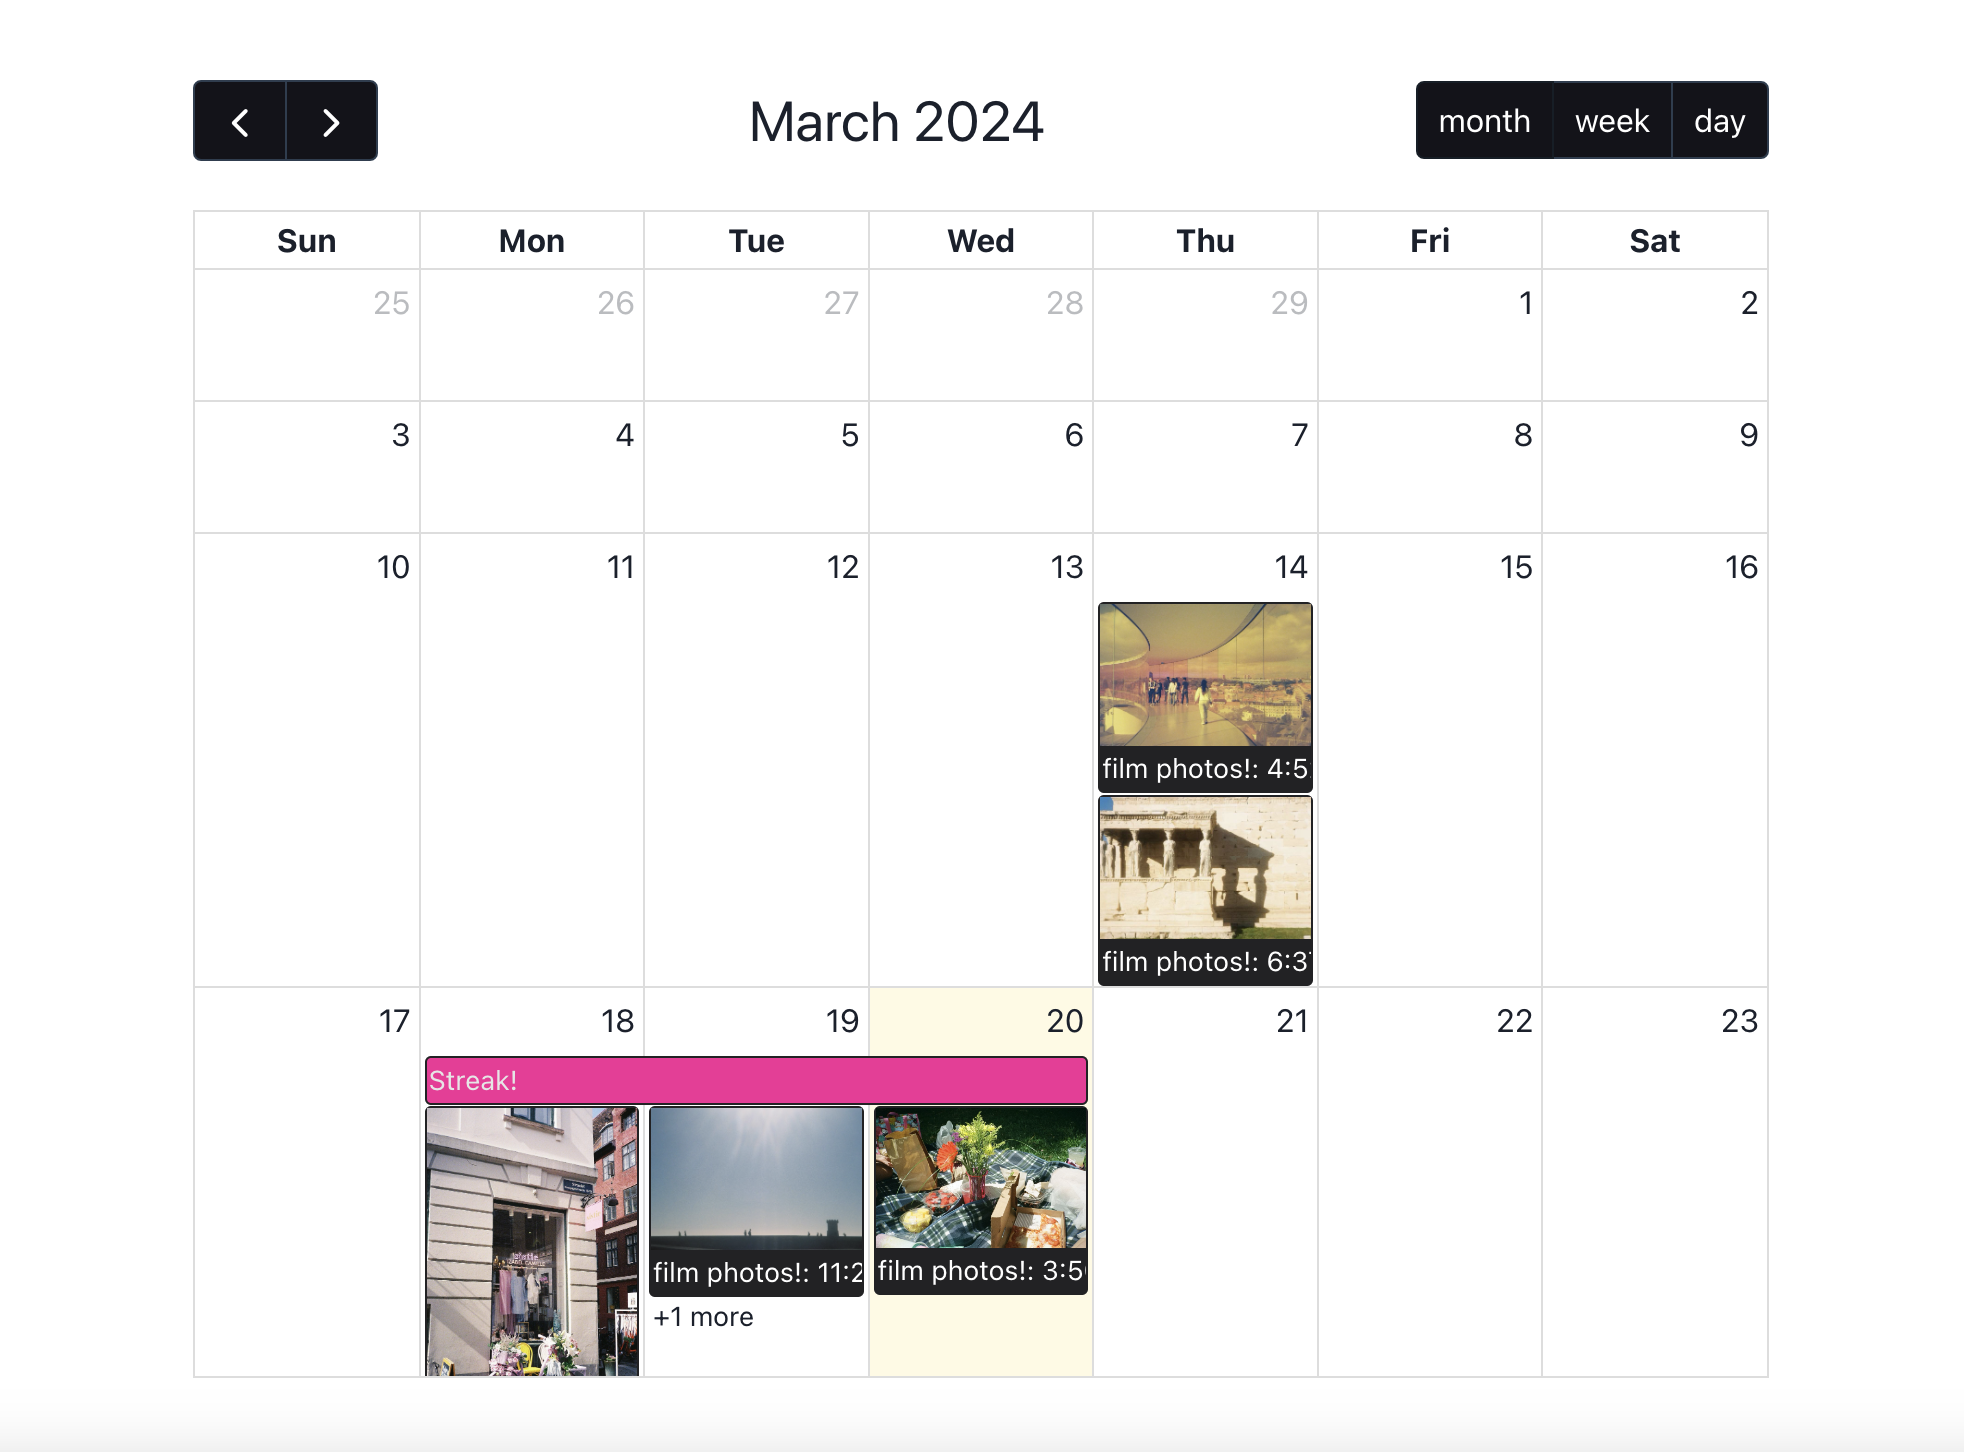 March 2024
month week day
Sun Mon Tue Wed Thu Fri Sat
25 26 27 28 29 1 2
3 4 5 6 7 8 9
10 11 12 13 14 15 16
film photos!: 4:5
film photos!: 6:3
17 18 19 20 21 22 23
Streak!
film photos!: 11:2
film photos!: 3:5
+1 more